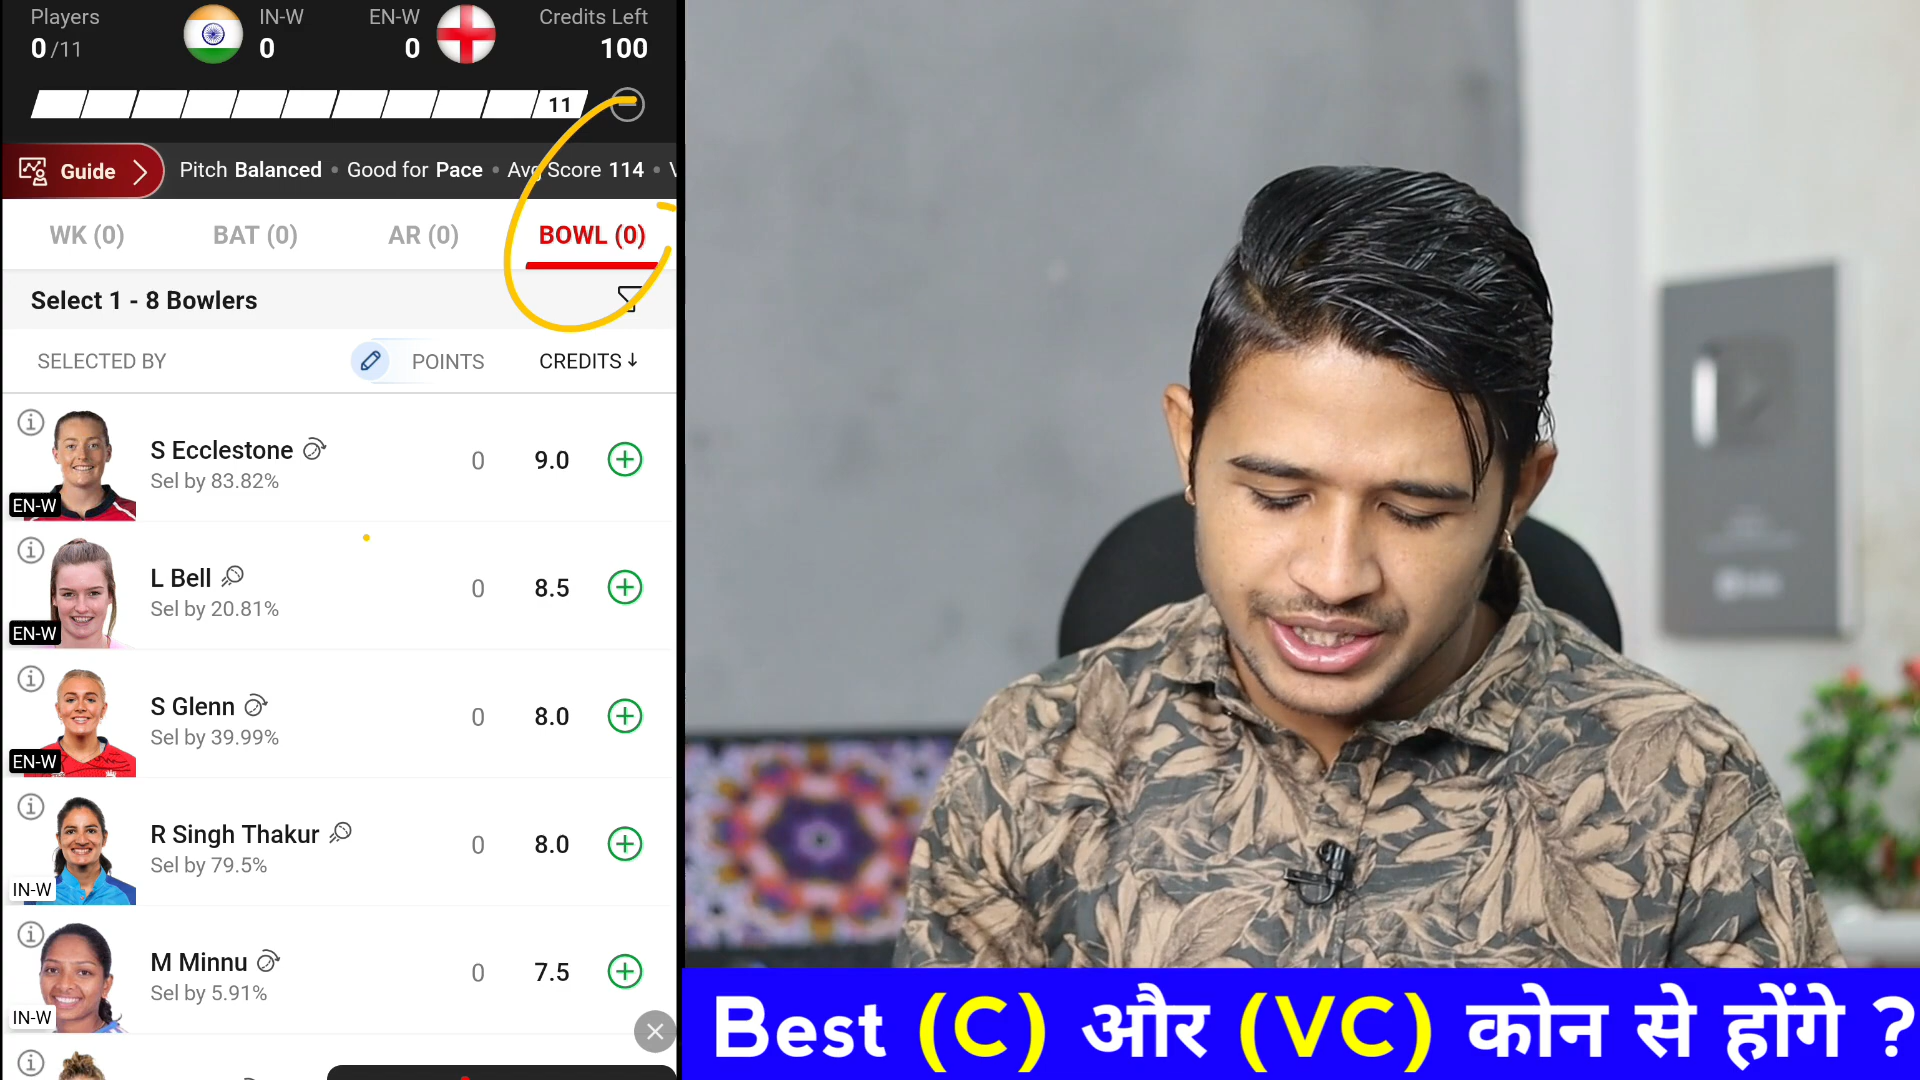 Players IN-W EN-W Credits Left
0/11 0 0 100
11
Guide Pitch Balanced • Good for Pace • Avg Score 114 • V
WK (0) BAT (0) AR (0) BOWL (0)
Select 1 - 8 Bowlers
SELECTED BY POINTS CREDITS↓
S Ecclestone
Sel by 83.82%
EN-W
0 9.0
L Bell
Sel by 20.81%
EN-W
0 8.5
S Glenn
Sel by 39.99%
EN-W
0 8.0
R Singh Thakur
Sel by 79.5%
IN-W
0 8.0
M Minnu
Sel by 5.91%
IN-W
0 7.5
Best (C) और (VC) कोन से होंगे ?